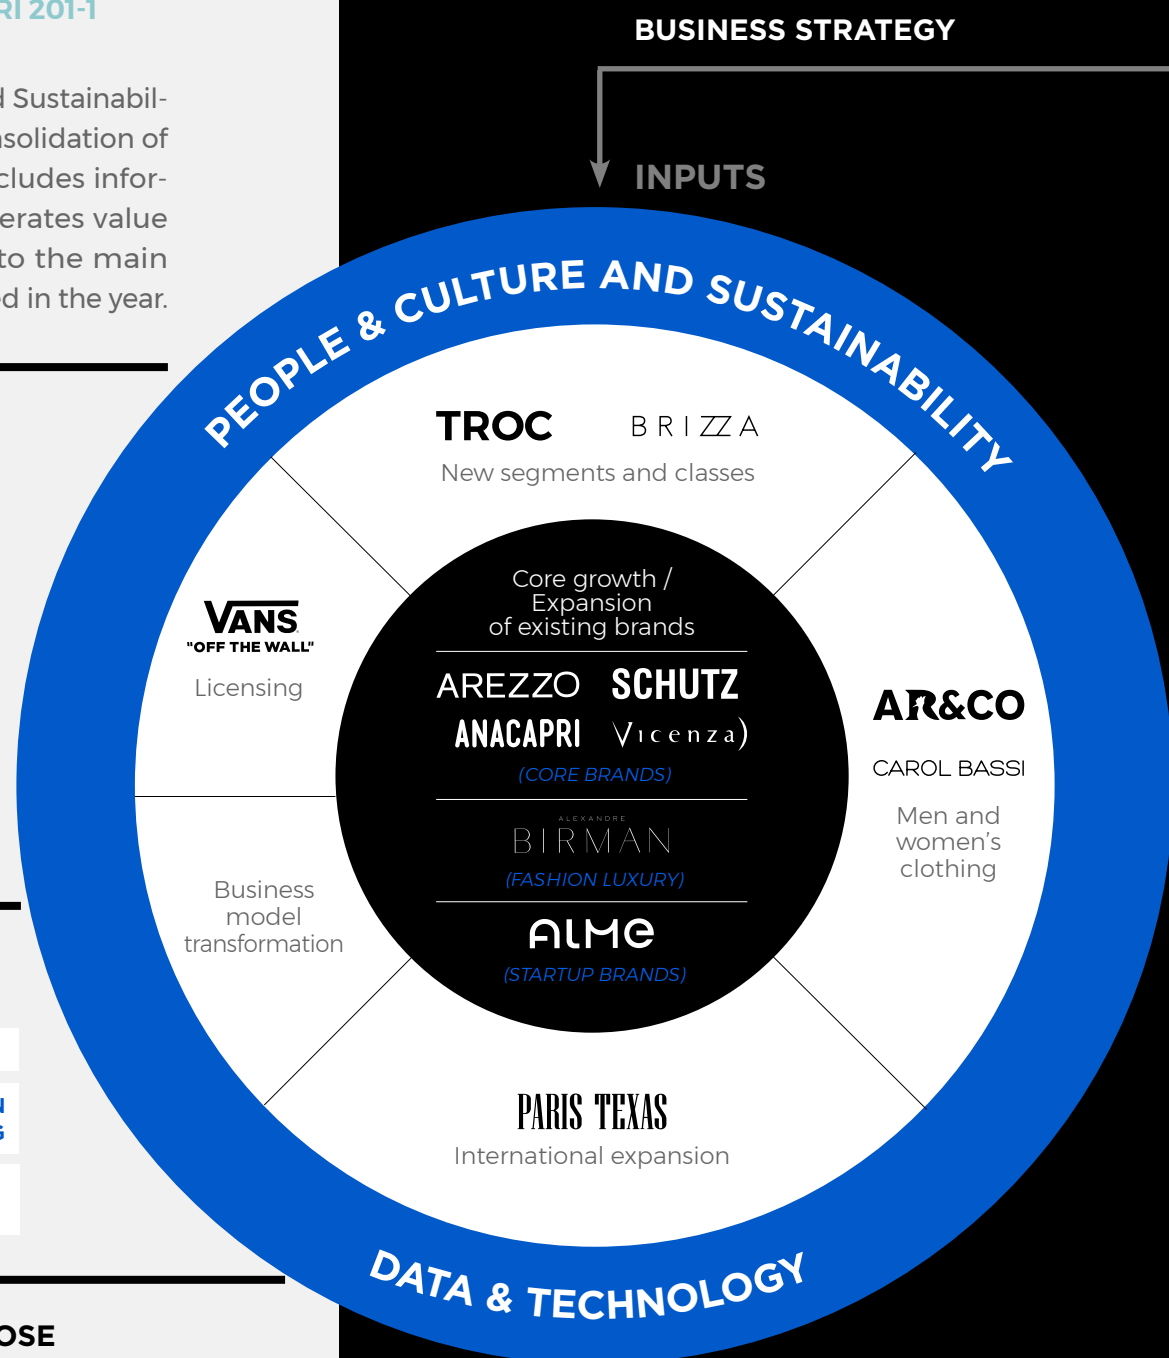 RI 201-1
d Sustainabil-
solidation of
cludes infor-
erates value
to the main
d in the year.
N
G
OSE
BUSINESS STRATEGY
INPUTS
PEOPLE & CULTURE AND SUSTAINABILITY
TROC BRIZZA
New segments and classes
VANS
"OFF THE WALL"
Licensing
Core growth /
Expansion
of existing brands
AREZZO SCHUTZ
ANACAPRI Vicenza)
(CORE BRANDS)
ALEXANDRE
BIRMAN
(FASHION LUXURY)
ALME
(STARTUP BRANDS)
AR&CO
CAROL BASSI
Men and
women's
clothing
Business
model
transformation
PARIS TEXAS
International expansion
DATA & TECHNOLOGY